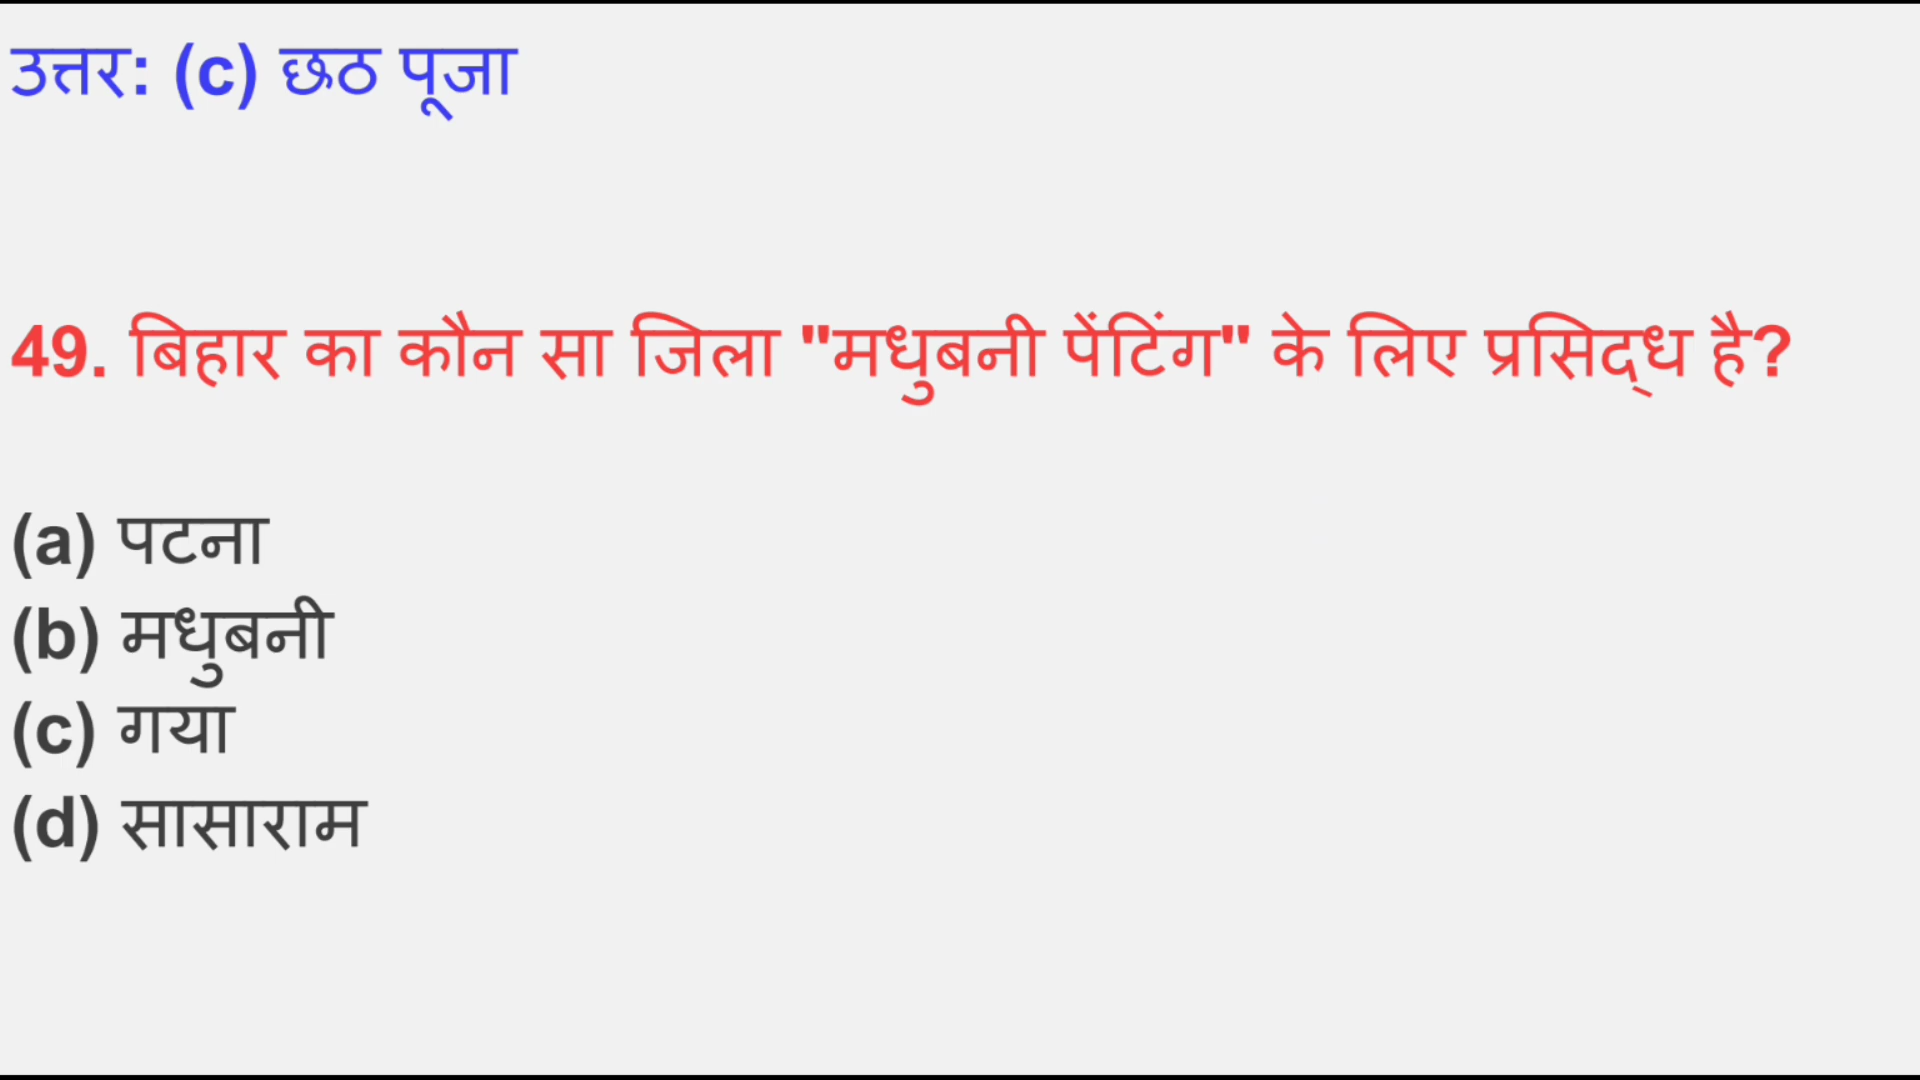 उत्तर: (c) छठ पूजा
49. बिहार का कौन सा जिला "मधुबनी पेंटिंग" के लिए प्रसिद्ध है?
(a) पटना
(b) मधुबनी
(c) गया
(d) सासाराम